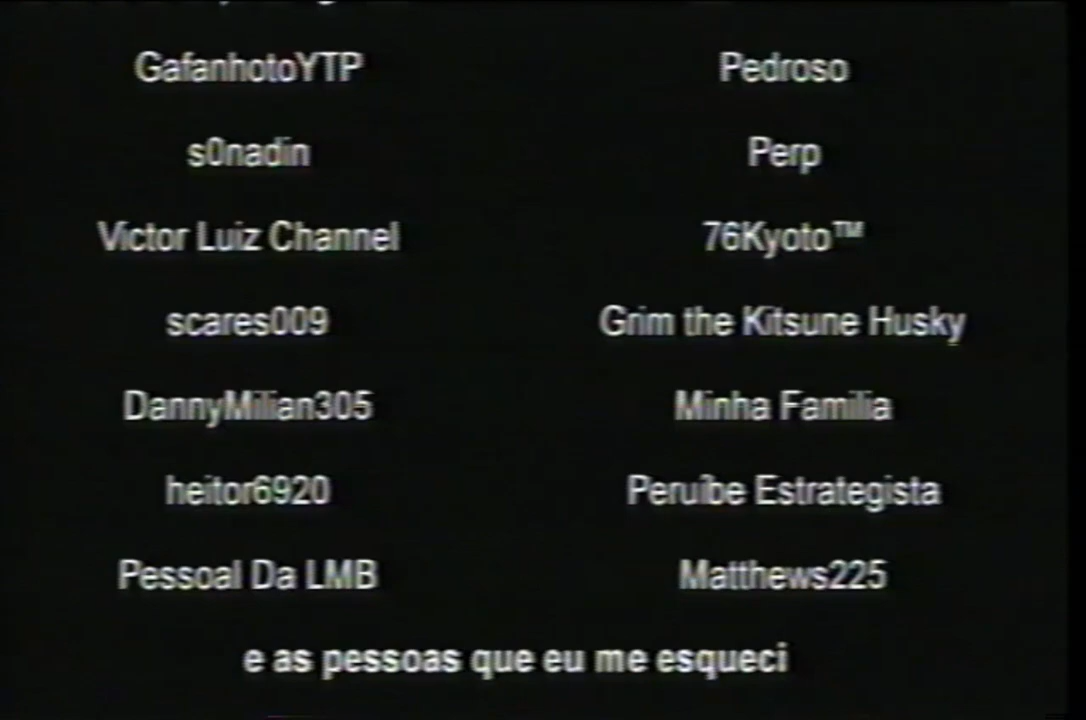 GafanhotoYTP Pedroso
s0nadin Perp
Victor Luiz Channel 76Kyoto™
scares009 Grim the Kitsune Husky
DannyMilian305 Minha Familia
heitor6920 Peruíbe Estrategista
Pessoal Da LMB Matthews225
e as pessoas que eu me esqueci